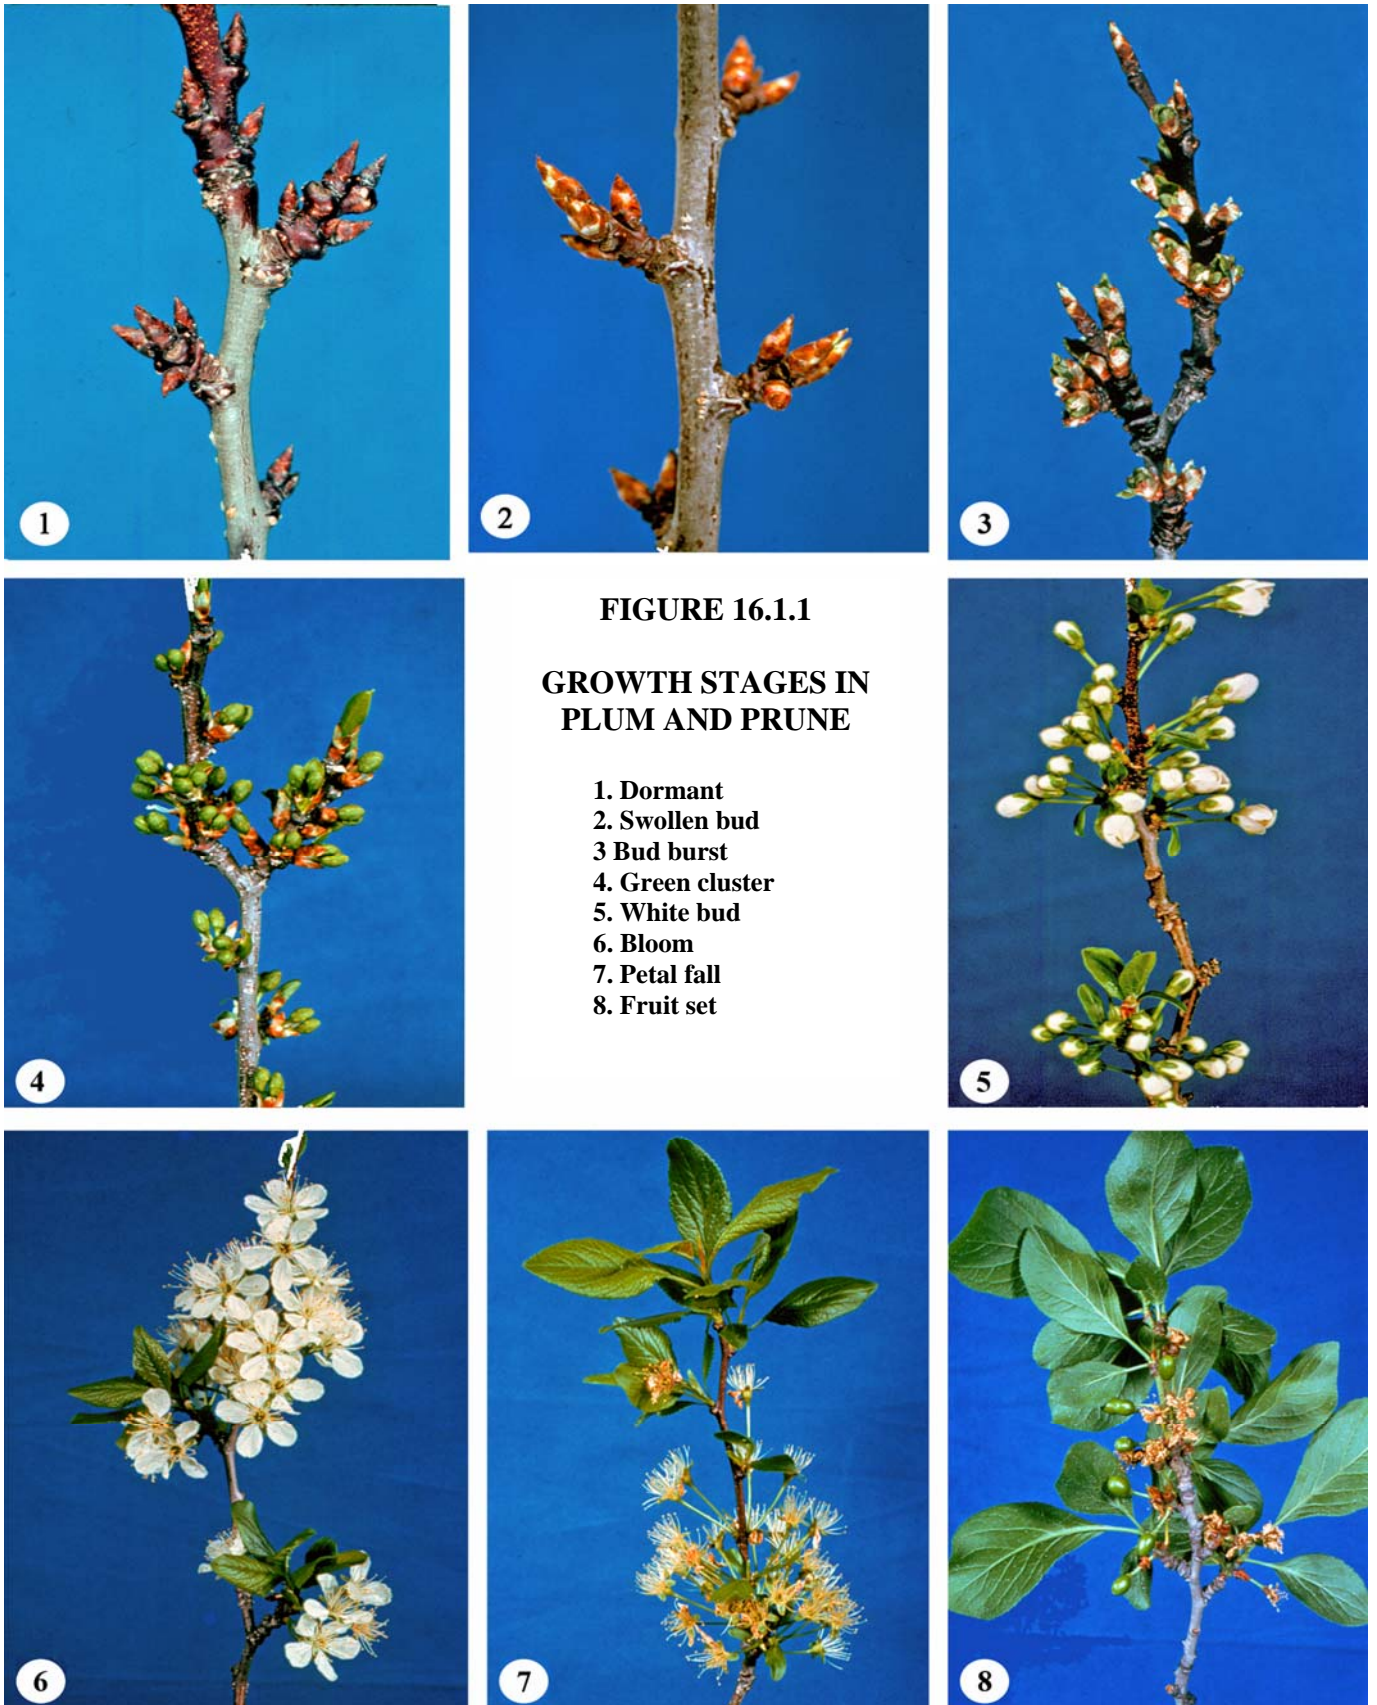 1
2
3
FIGURE 16.1.1
GROWTH STAGES IN
PLUM AND PRUNE
1. Dormant
2. Swollen bud
3 Bud burst
4. Green cluster
5. White bud
6. Bloom
7. Petal fall
8. Fruit set
4
5
6
7
8